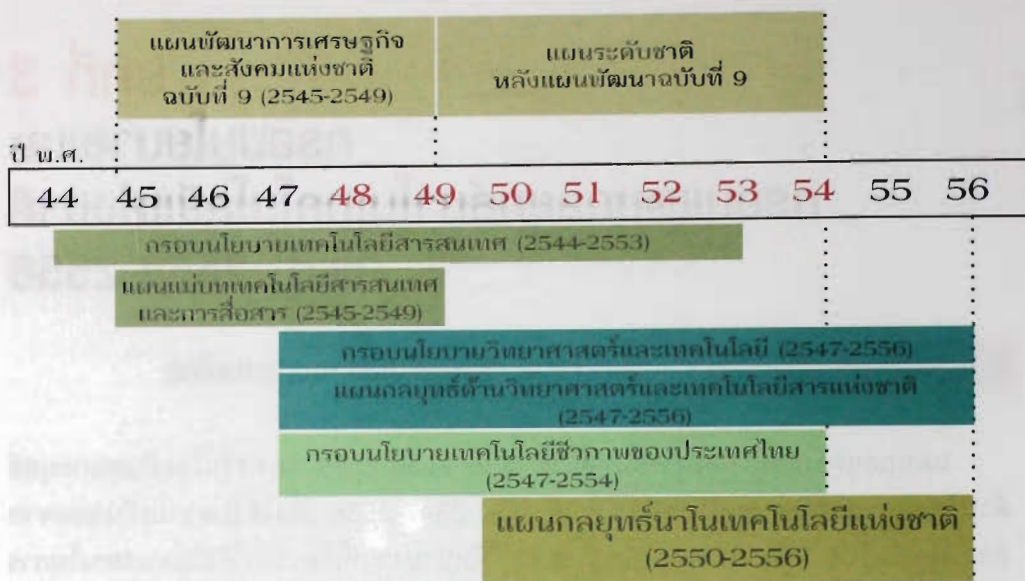 แผนพัฒนาการเศรษฐกิจ
และสังคมแห่งชาติ
ฉบับที่ 9 (2545-2549)
แผนระดับชาติ
หลังแผนพัฒนาฉบับที่ 9
ปี พ.ศ.
44 45 46 47 48 49 50 51 52 53 54 55 56
กรอบนโยบายเทคโนโลยีสารสนเทศ (2544-2553)
แผนแม่บทเทคโนโลยีสารสนเทศ
และการสื่อสาร (2545-2549)
กรอบนโยบายวิทยาศาสตร์และเทคโนโลยี (2547-2556)
แผนกลยุทธ์ด้านวิทยาศาสตร์และเทคโนโลยีสารแห่งชาติ
(2547-2556)
กรอบนโยบายเทคโนโลยีชีวภาพของประเทศไทย
(2547-2554)
แผนกลยุทธ์นาโนเทคโนโลยีแห่งชาติ
(2550-2556)